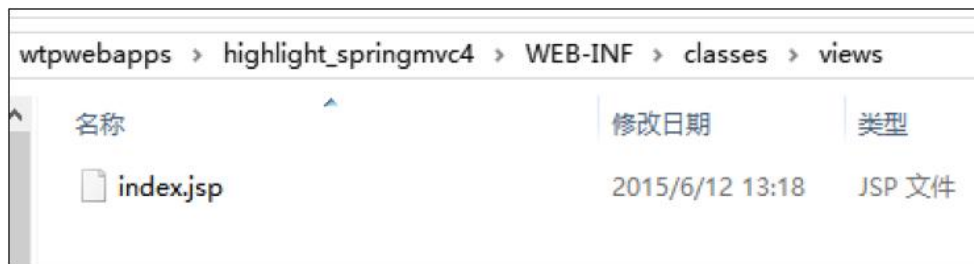 wtpwebapps › highlight_springmvc4 › WEB-INF › classes › views
名称 修改日期 类型
index.jsp 2015/6/12 13:18 JSP 文件